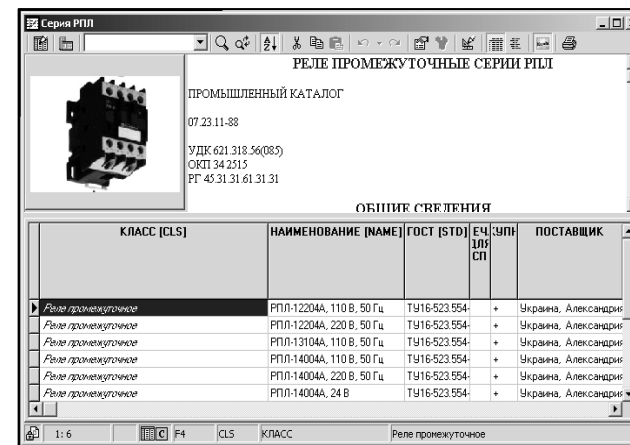 Серия РПЛ
РЕЛЕ ПРОМЕЖУТОЧНЫЕ СЕРИИ РПЛ
ПРОМЫШЛЕННЫЙ КАТАЛОГ
07.23.11-88
УДК 621.318.56(085)
ОКП 34 2515
РГ 45.31.31.61.31.31
ОБЩИЕ СВЕДЕНИЯ
КЛАСС [CLS] НАИМЕНОВАНИЕ [NAME] ГОСТ [STD] ПОСТАВЩИК
Реле промежуточное РПЛ-12204А, 110 В, 50 Гц ТУ16-523.554- + Украина, Александрия
Реле промежуточное РПЛ-12204А, 220 В, 50 Гц ТУ16-523.554- + Украина, Александрия
Реле промежуточное РПЛ-13104А, 110 В, 50 Гц ТУ16-523.554- + Украина, Александрия
Реле промежуточное РПЛ-14004А, 110 В, 50 Гц ТУ16-523.554- + Украина, Александрия
Реле промежуточное РПЛ-14004А, 220 В, 50 Гц ТУ16-523.554- + Украина, Александрия
Реле промежуточное РПЛ-14004А, 24 В ТУ16-523.554- + Украина, Александрия
1: 6 C F4 CLS КЛАСС Реле промежуточное